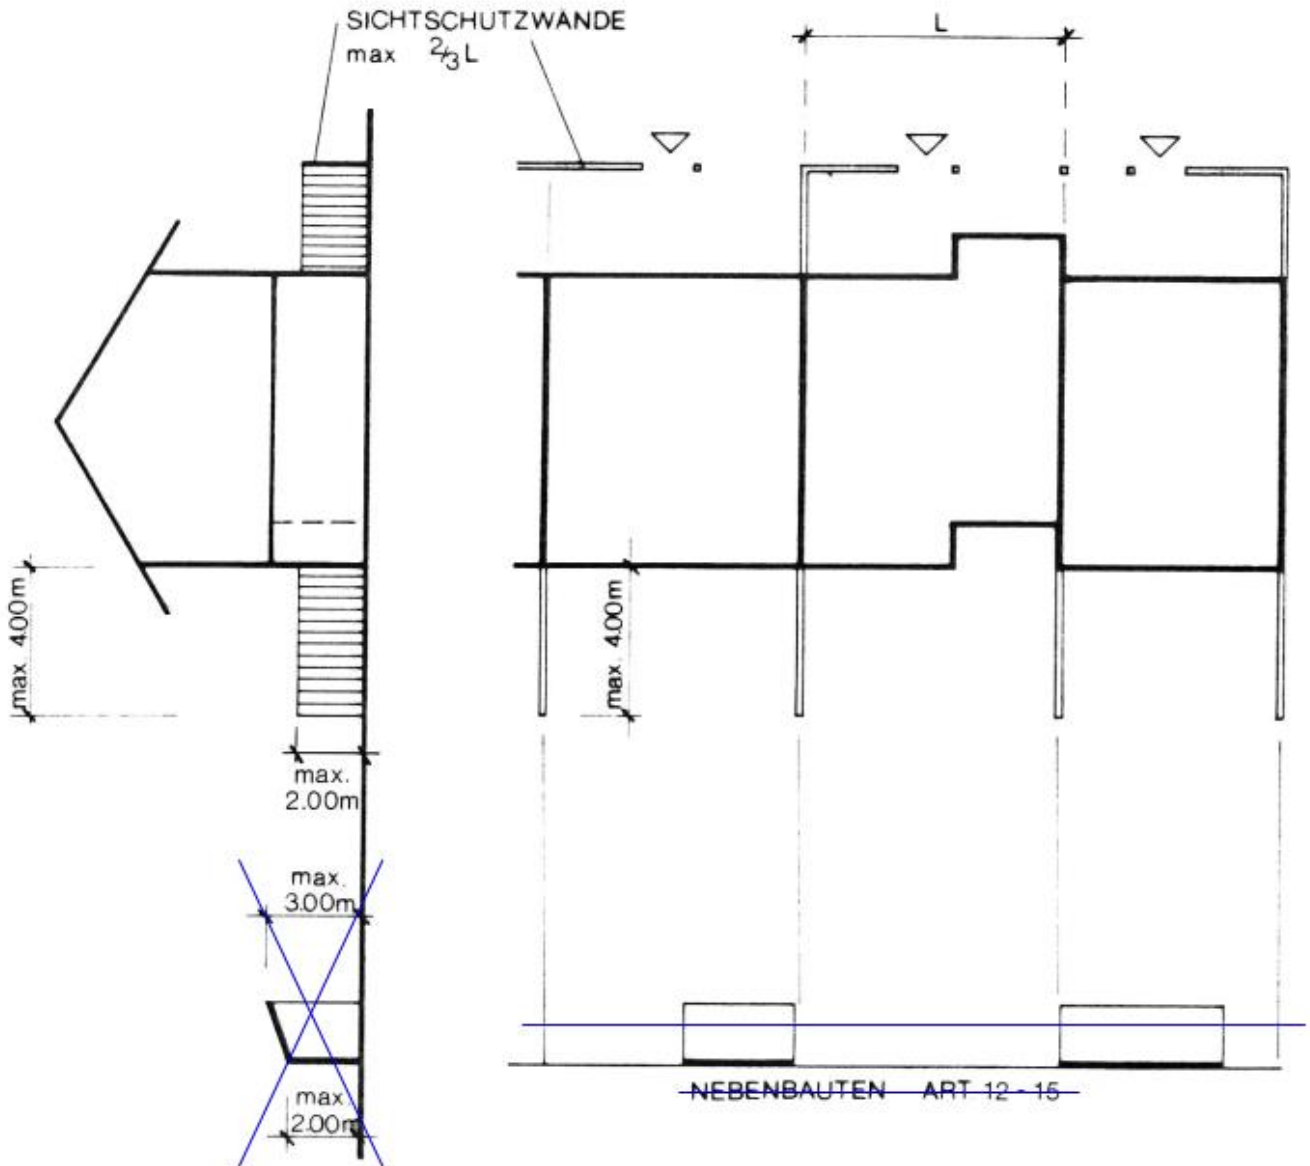 SICHTSCHUTZWÄNDE
max 2/3 L
L
max. 4.00m
max. 4.00m
max.
2.00m
max.
3.00m
NEBENBAUTEN ART 12 - 15
max
2.00m